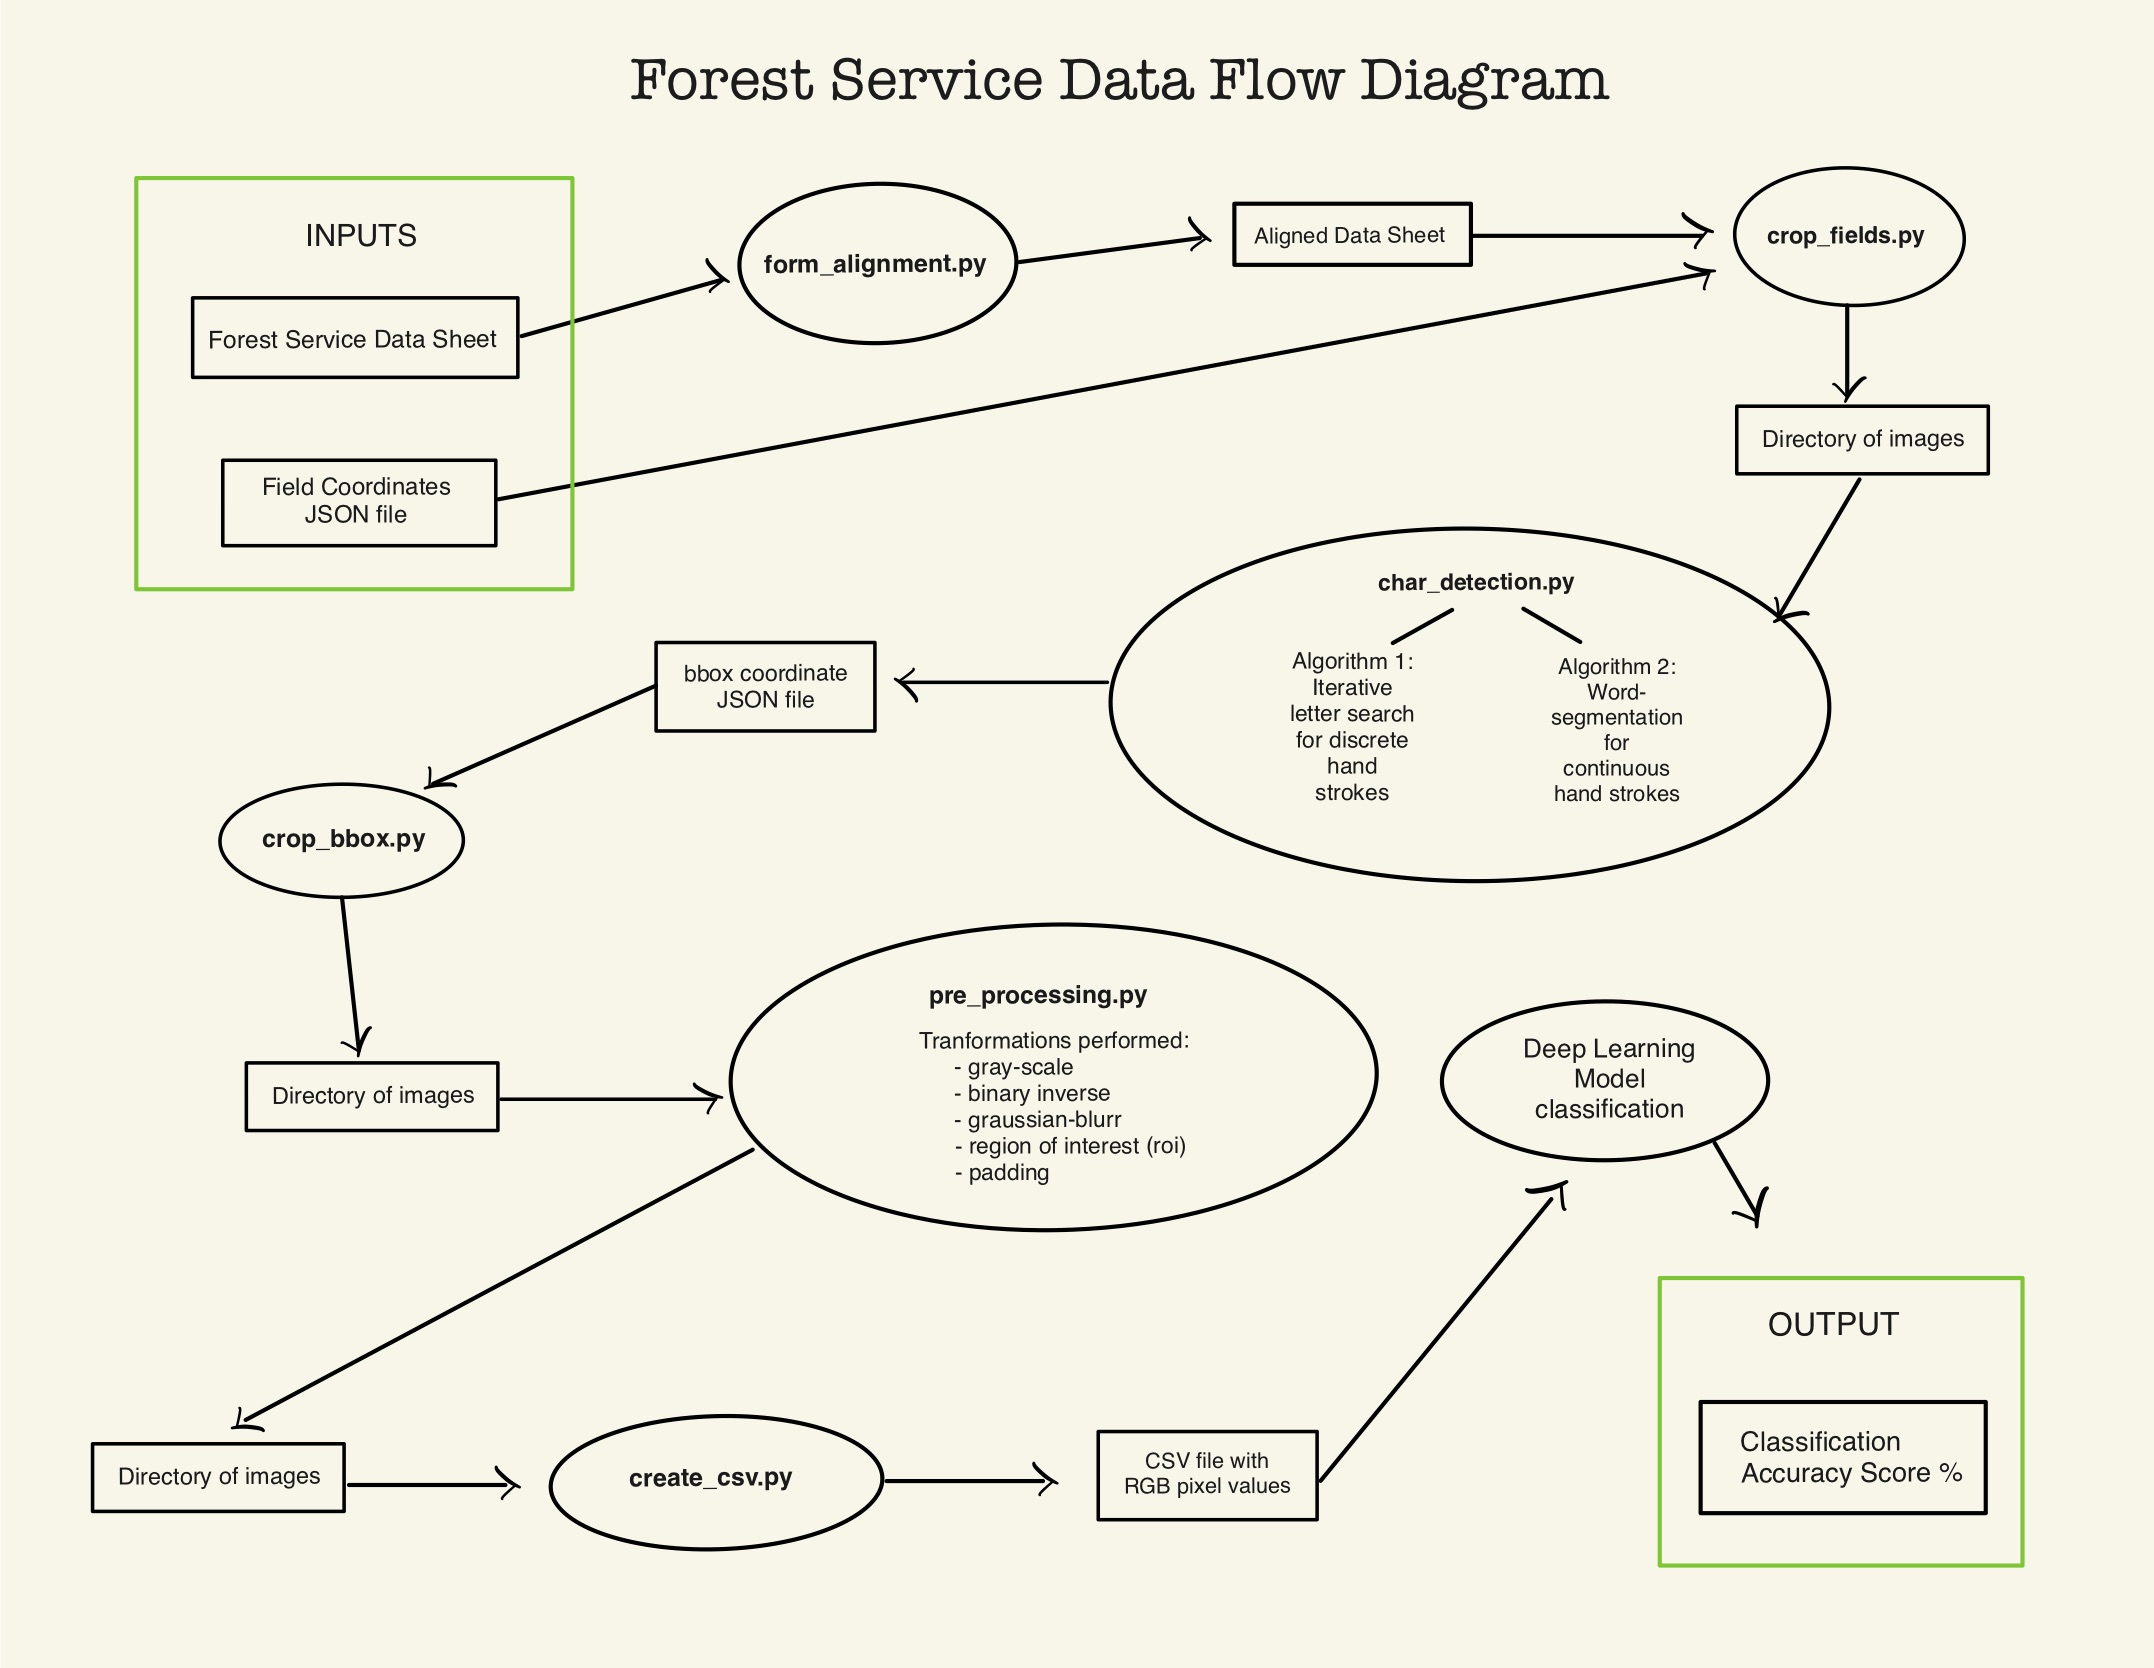 Forest Service Data Flow Diagram
INPUTS
Forest Service Data Sheet
Field Coordinates
JSON file
form_alignment.py
Aligned Data Sheet
crop_fields.py
Directory of images
char_detection.py
Algorithm 1:
Iterative
letter search
for discrete
hand
strokes
Algorithm 2:
Word-
segmentation
for
continuous
hand strokes
bbox coordinate
JSON file
crop_bbox.py
Directory of images
pre_processing.py
Tranformations performed:
- gray-scale
- binary inverse
- graussian-blurr
- region of interest (roi)
- padding
Directory of images
create_csv.py
CSV file with
RGB pixel values
Deep Learning
Model
classification
OUTPUT
Classification
Accuracy Score %